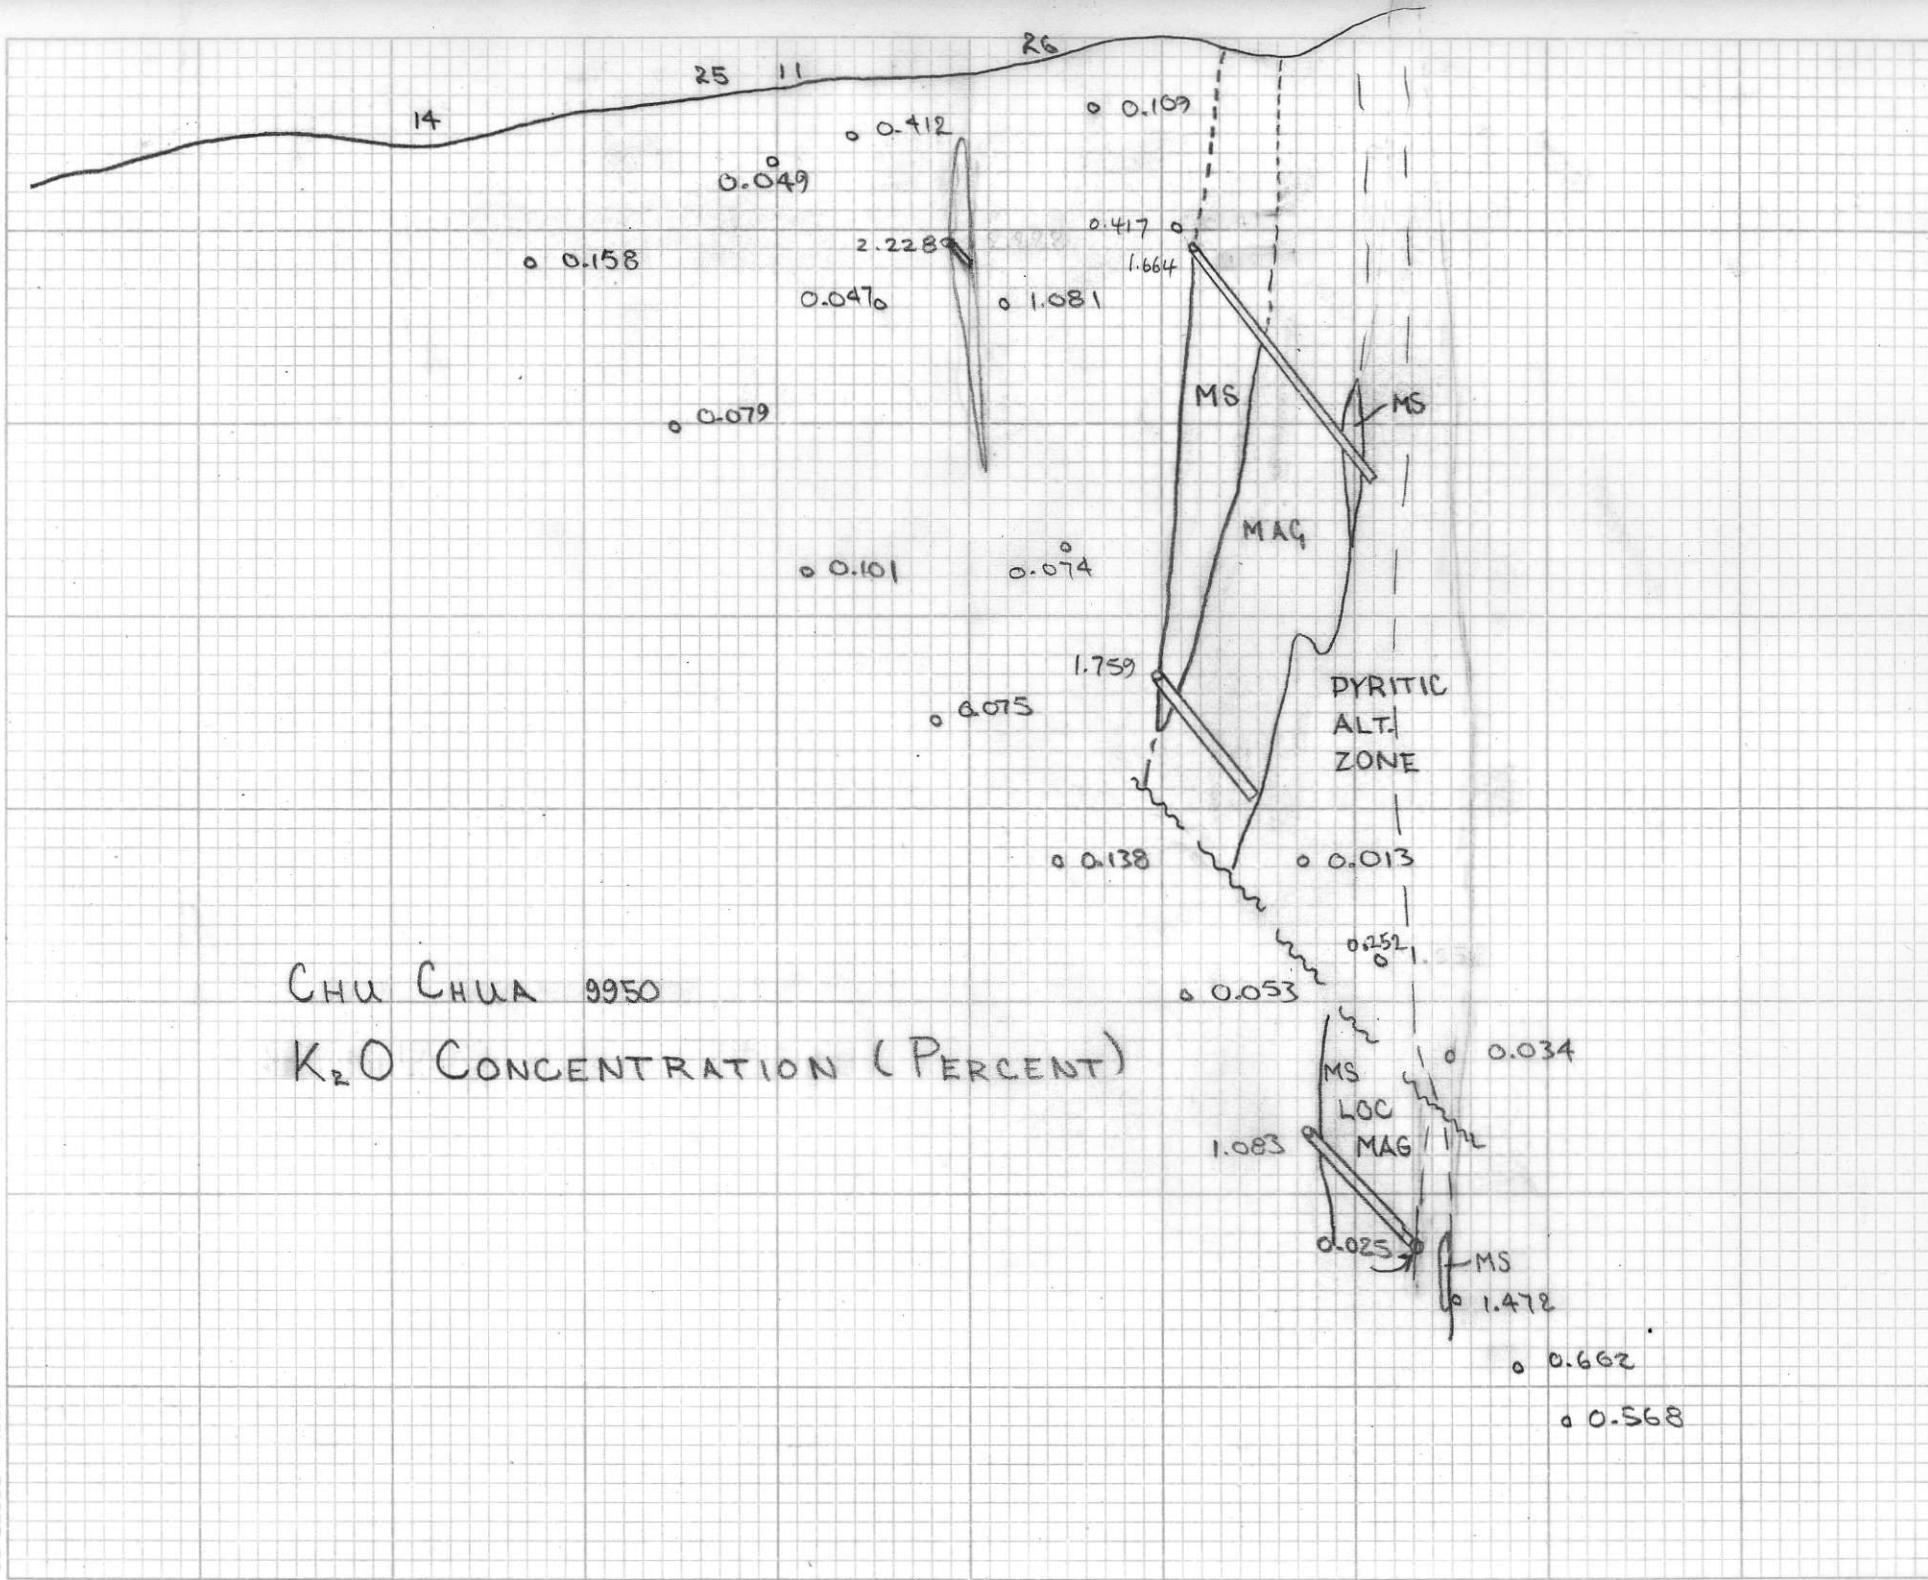 26
25 11
14
0.109
0.412
0.049
0.417
2.228
0.158
1.664
0.047
1.081
MS
MS
0.079
MAG
0.101
0.074
1.759
PYRITIC
ALT.
ZONE
0.075
0.138
0.013
0.252
CHU CHUA 9950
0.053
K₂O CONCENTRATION (PERCENT)
0.034
MS
LOC
MAG
1.083
0.025
MS
1.472
0.662
0.568